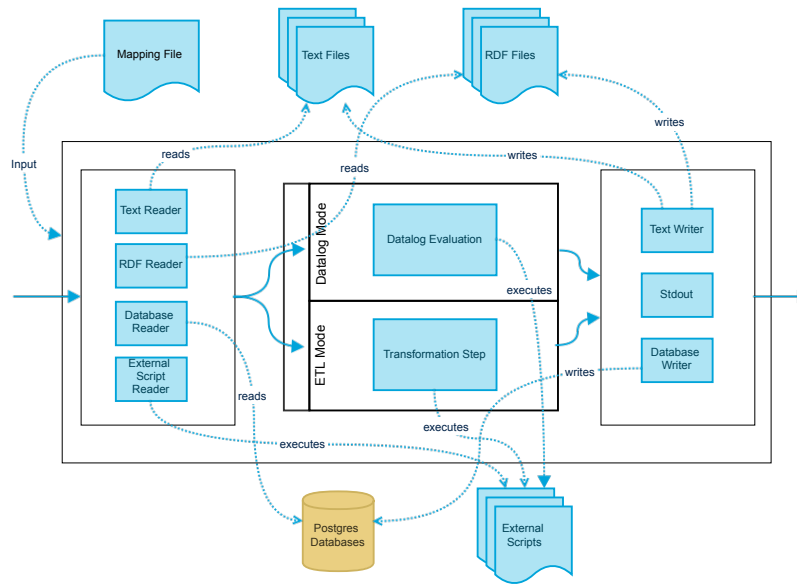 Mapping File
Text Files
RDF Files
writes
reads
writes
Input
reads
Text Reader
Datalog Mode
Datalog Evaluation
Text Writer
RDF Reader
executes
Stdout
Database
Reader
ETL Mode
Transformation Step
Database
Writer
External
Script
Reader
reads
writes
executes
executes
Postgres
Databases
External
Scripts